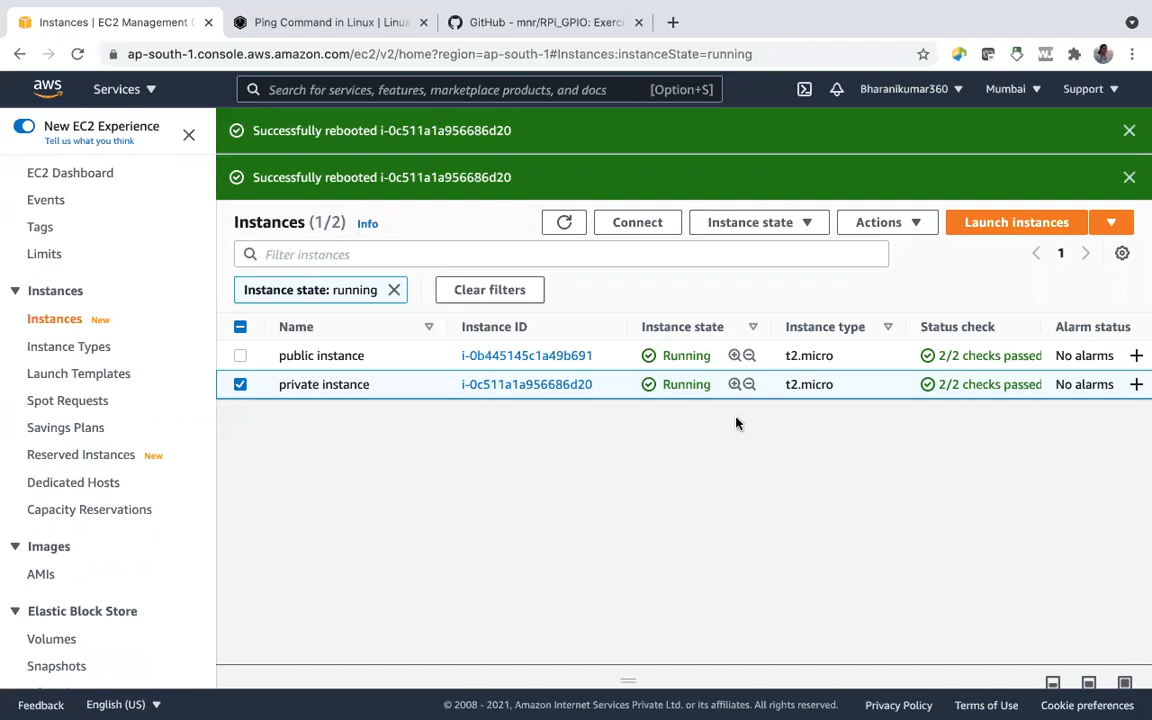 Instances | EC2 Management C
Ping Command in Linux | Linux
GitHub - mnr/RPi_GPIO: Exerci
ap-south-1.console.aws.amazon.com/ec2/v2/home?region=ap-south-1#Instances:instanceState=running
aws
Services
Search for services, features, marketplace products, and docs [Option+S]
Bharanikumar360
Mumbai
Support
New EC2 Experience
Tell us what you think
EC2 Dashboard
Events
Tags
Limits
Instances
Instances New
Instance Types
Launch Templates
Spot Requests
Savings Plans
Reserved Instances New
Dedicated Hosts
Capacity Reservations
Images
AMIs
Elastic Block Store
Volumes
Snapshots
Successfully rebooted i-0c511a1a956686d20
Successfully rebooted i-0c511a1a956686d20
Instances (1/2) Info
Connect
Instance state
Actions
Launch instances
Filter instances
1
Instance state: running
Clear filters
Name Instance ID Instance state Instance type Status check Alarm status
public instance i-0b445145c1a49b691 Running t2.micro 2/2 checks passed No alarms
private instance i-0c511a1a956686d20 Running t2.micro 2/2 checks passed No alarms
Feedback English (US) © 2008 - 2021, Amazon Internet Services Private Ltd. or its affiliates. All rights reserved. Privacy Policy Terms of Use Cookie preferences